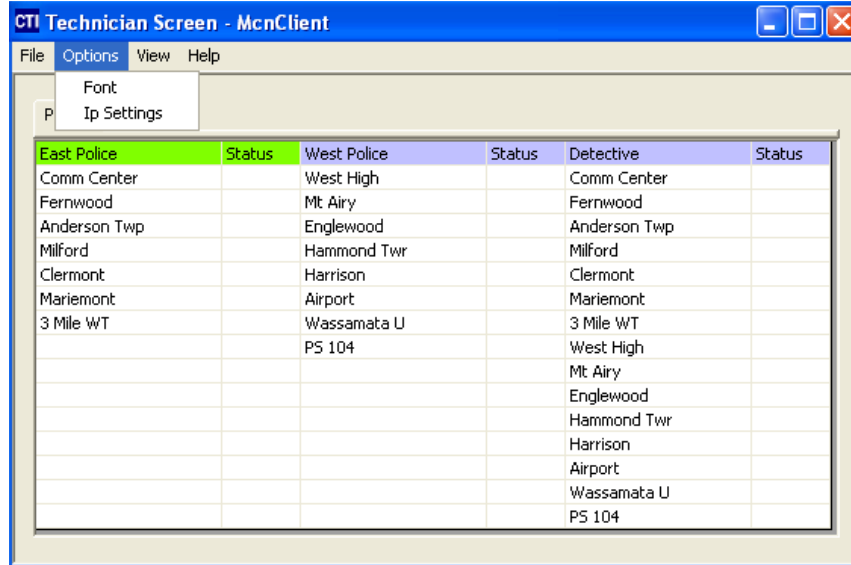 CTI Technician Screen - McnClient
File Options View Help
Font
Ip Settings
P
East Police Status West Police Status Detective Status
Comm Center West High Comm Center
Fernwood Mt Airy Fernwood
Anderson Twp Englewood Anderson Twp
Milford Hammond Twr Milford
Clermont Harrison Clermont
Mariemont Airport Mariemont
3 Mile WT Wassamata U 3 Mile WT
PS 104 West High
Mt Airy
Englewood
Hammond Twr
Harrison
Airport
Wassamata U
PS 104